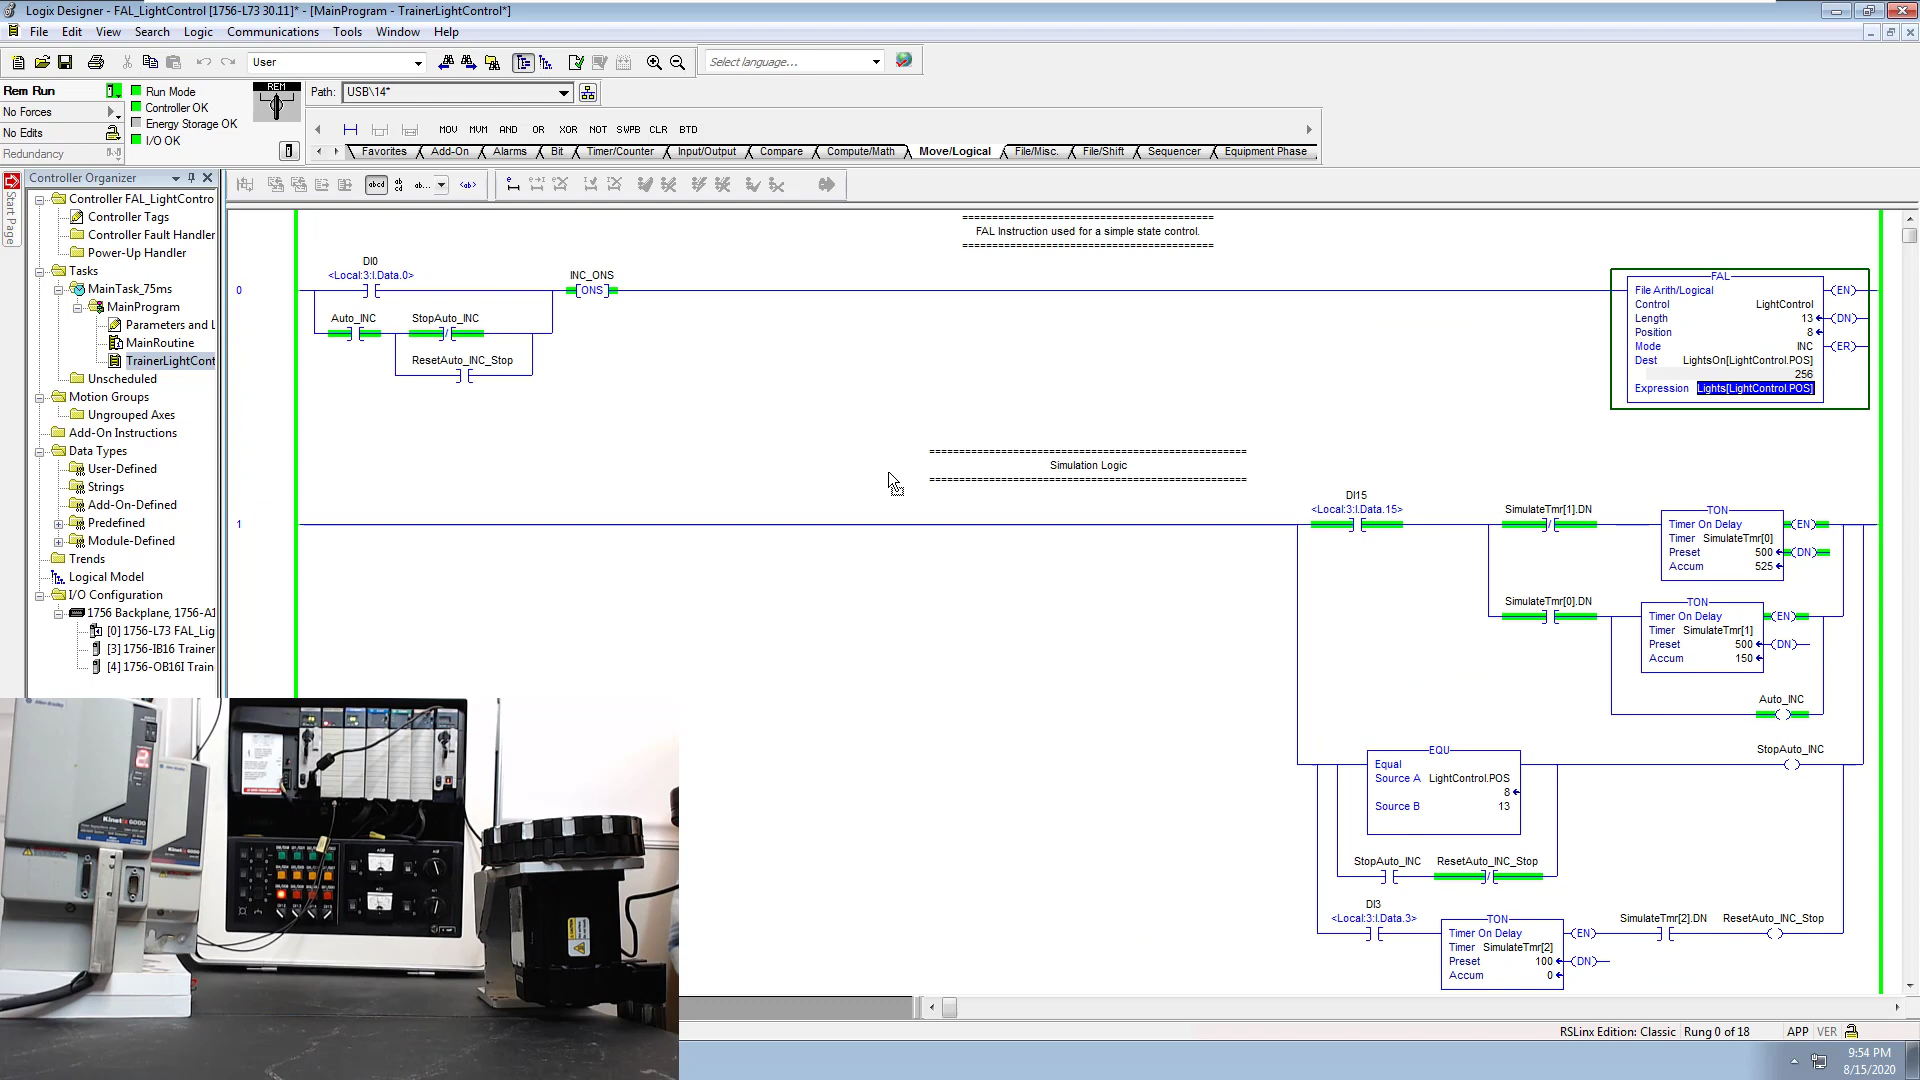 Logix Designer - FAL_LightControl [1756-L73 30.11]* - [MainProgram - TrainerLightControl*]
File Edit View Search Logic Communications Tools Window Help
User
Select language...
Rem Run
No Forces
No Edits
Redundancy
Run Mode
Controller OK
Energy Storage OK
I/O OK
REM
Path: USB\14*
MOV MVM AND OR XOR NOT SWPB CLR BTD
Favorites Add-On Alarms Bit Timer/Counter Input/Output Compare Compute/Math Move/Logical File/Misc. File/Shift Sequencer Equipment Phase
Start Page
Controller Organizer
Controller FAL_LightContro
Controller Tags
Controller Fault Handler
Power-Up Handler
Tasks
MainTask_75ms
MainProgram
Parameters and L
MainRoutine
TrainerLightCont
Unscheduled
Motion Groups
Ungrouped Axes
Add-On Instructions
Data Types
User-Defined
Strings
Add-On-Defined
Predefined
Module-Defined
Trends
Logical Model
I/O Configuration
1756 Backplane, 1756-A1
[0] 1756-L73 FAL_Lig
[3] 1756-IB16 Trainer
[4] 1756-OB16I Train
==========================================
FAL Instruction used for a simple state control.
==========================================
0
DI0
<Local:3:I.Data.0>
INC_ONS
ONS
Auto_INC
StopAuto_INC
ResetAuto_INC_Stop
FAL
File Arith/Logical
Control LightControl
Length 13
Position 8
Mode INC
Dest LightsOn[LightControl.POS]
256
Expression Lights[LightControl.POS]
EN
DN
ER
=====================================================
Simulation Logic
=====================================================
1
DI15
<Local:3:I.Data.15>
SimulateTmr[1].DN
TON
Timer On Delay
Timer SimulateTmr[0]
Preset 500
Accum 525
EN
DN
SimulateTmr[0].DN
TON
Timer On Delay
Timer SimulateTmr[1]
Preset 500
Accum 150
EN
DN
Auto_INC
EQU
Equal
Source A LightControl.POS
8
Source B 13
StopAuto_INC
StopAuto_INC
ResetAuto_INC_Stop
DI3
<Local:3:I.Data.3>
TON
Timer On Delay
Timer SimulateTmr[2]
Preset 100
Accum 0
EN
DN
SimulateTmr[2].DN
ResetAuto_INC_Stop
RSLinx Edition: Classic Rung 0 of 18 APP VER
9:54 PM
8/15/2020